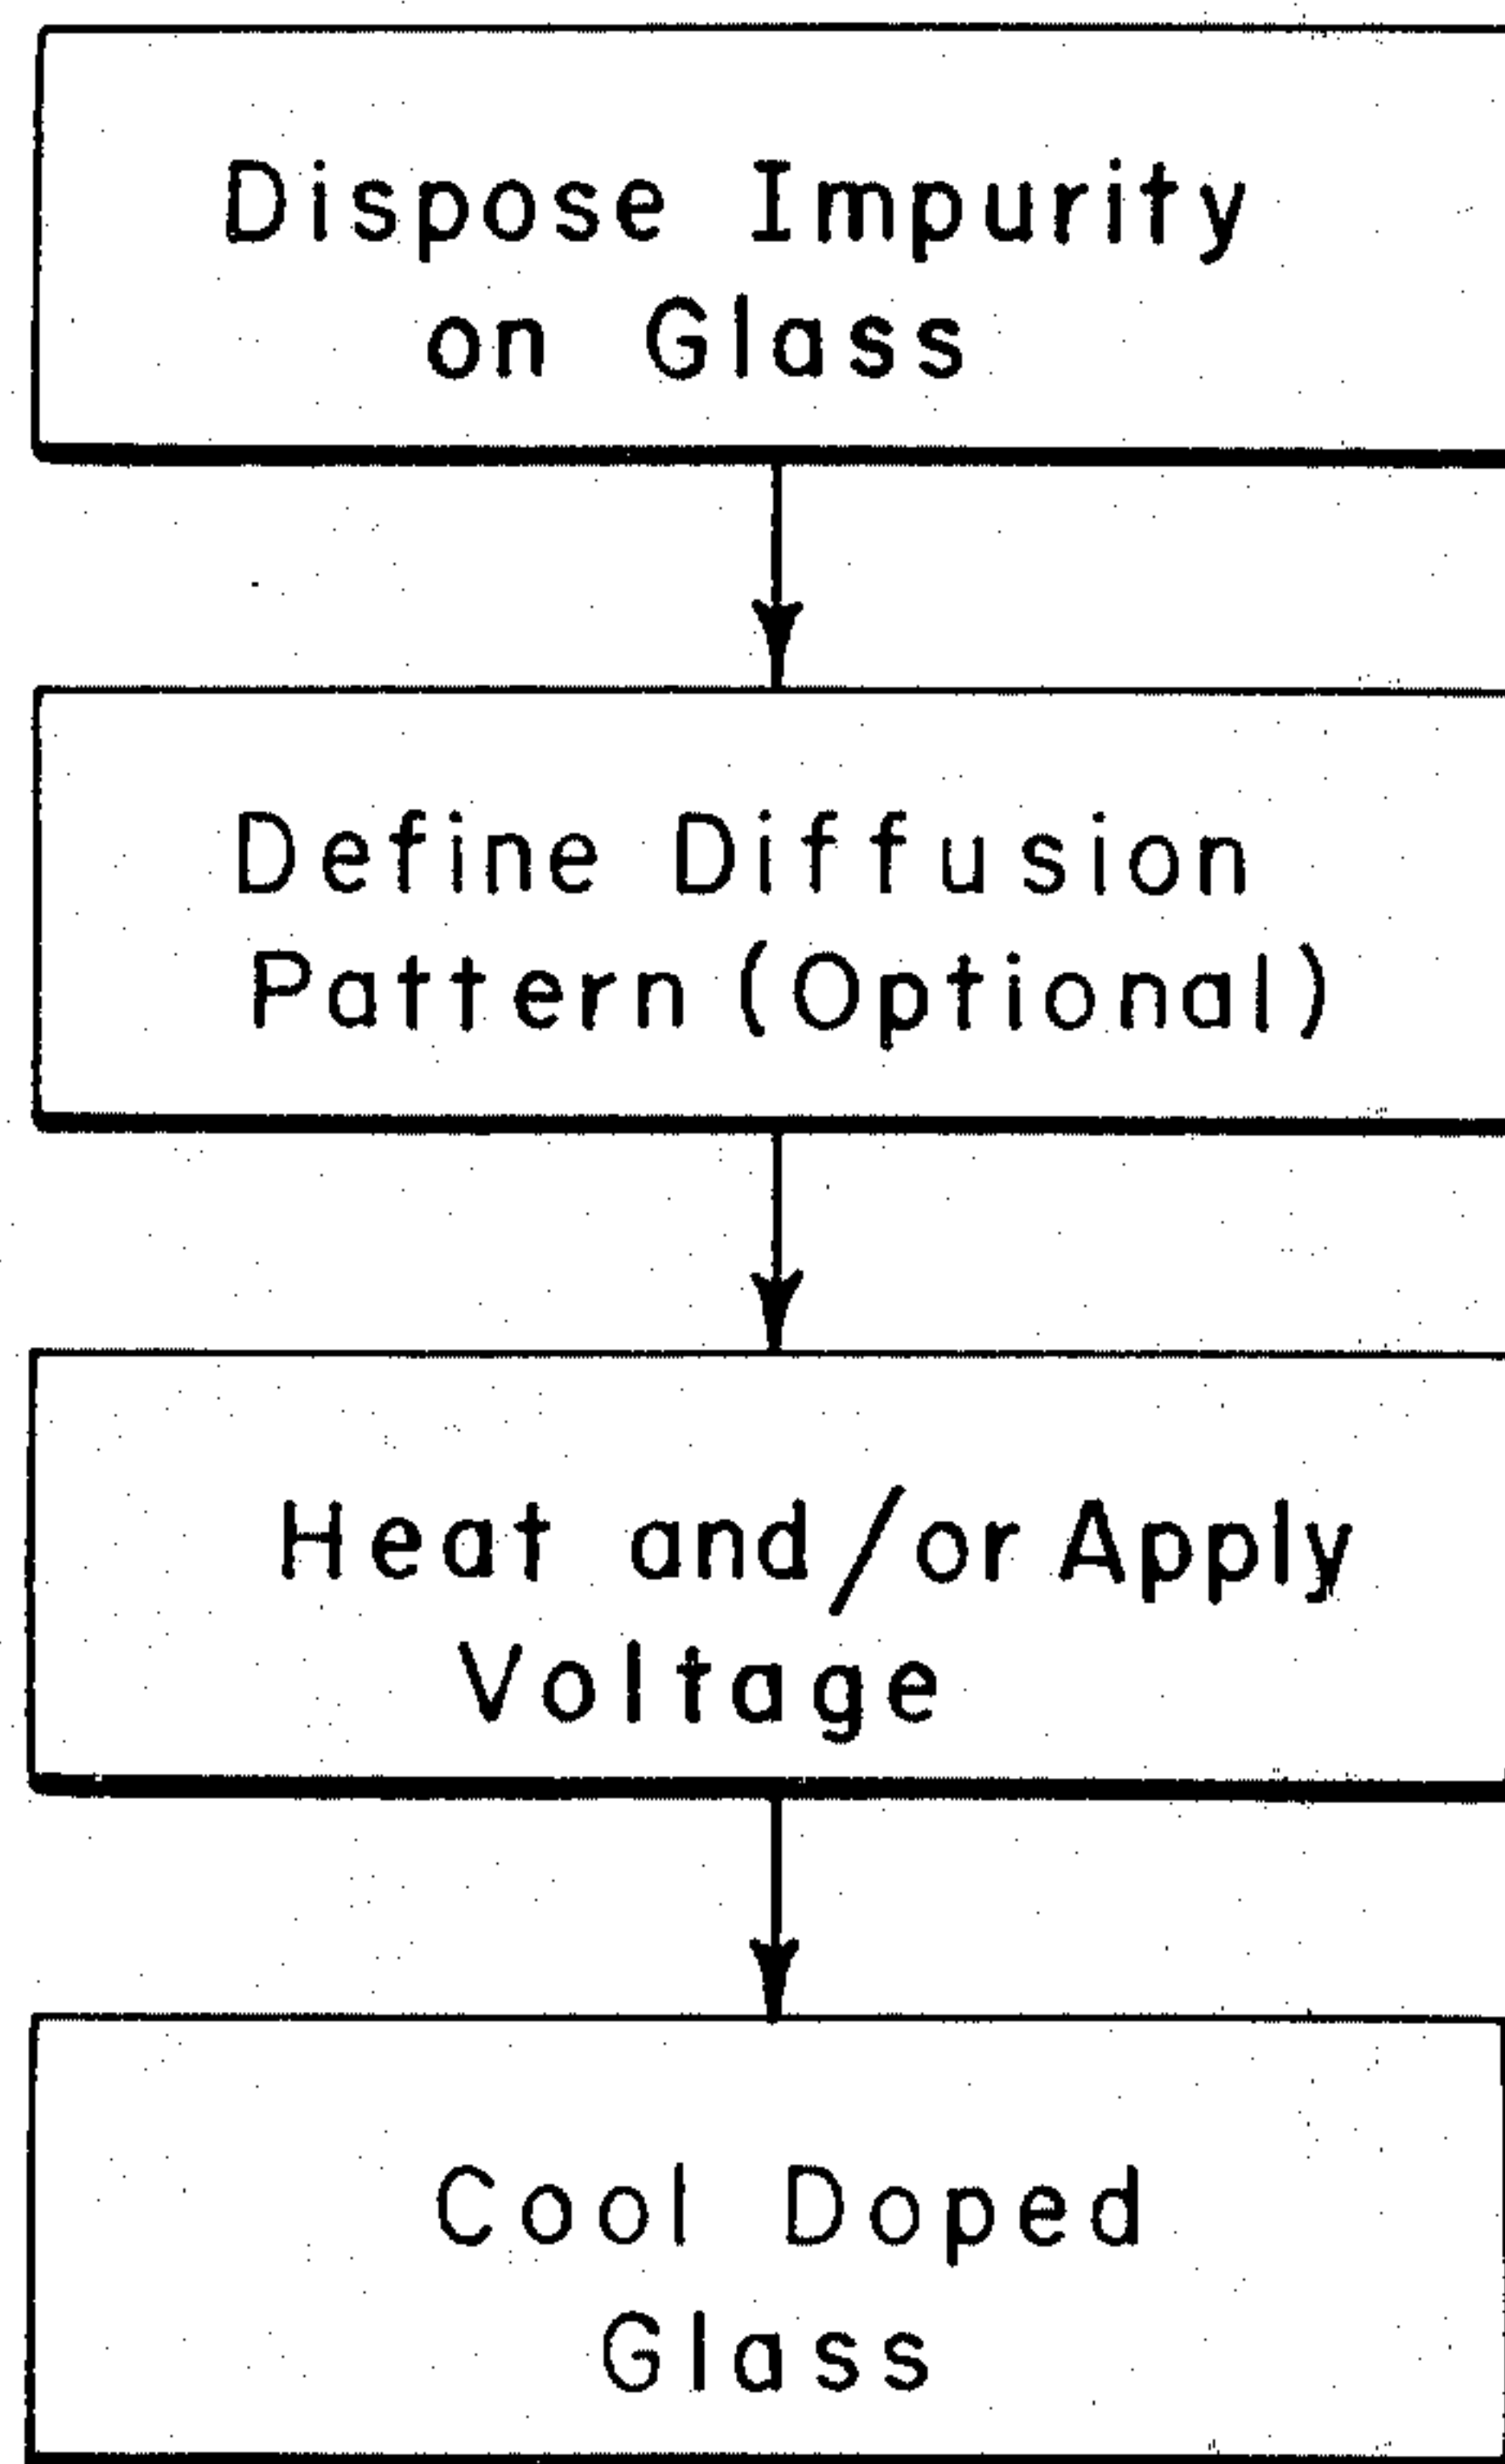 Dispose Impurity
on Glass
Define Diffusion
Pattern (Optional)
Heat and/or Apply
Voltage
Cool Doped
Glass